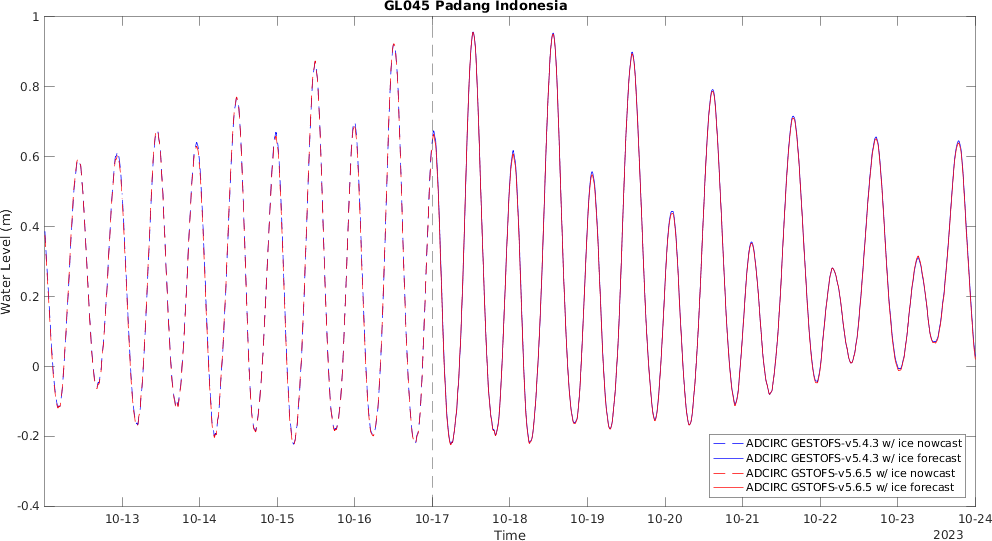 GL045 Padang Indonesia
1
0.8
0.6
0.4
0.2
0
-0.2
-0.4
Water Level (m)
ADCIRC GESTOFS-v5.4.3 w/ ice nowcast
ADCIRC GESTOFS-v5.4.3 w/ ice forecast
ADCIRC GSTOFS-v5.6.5 w/ ice nowcast
ADCIRC GSTOFS-v5.6.5 w/ ice forecast
10-13 10-14 10-15 10-16 10-17 10-18 10-19 10-20 10-21 10-22 10-23 10-24
Time 2023